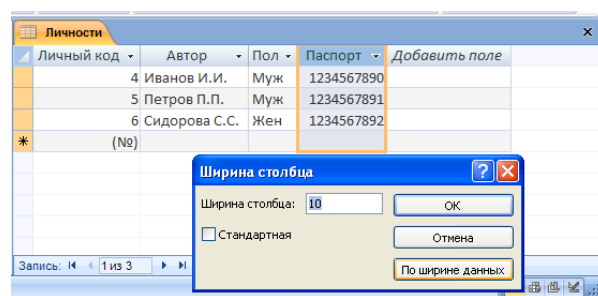 Личности
Личный код Автор Пол Паспорт Добавить поле
4 Иванов И.И. Муж 1234567890
5 Петров П.П. Муж 1234567891
6 Сидорова С.С. Жен 1234567892
* (№)
Ширина столбца
Ширина столбца: 10 ОК
Стандартная
Отмена
По ширине данных
Запись: 1 из 3